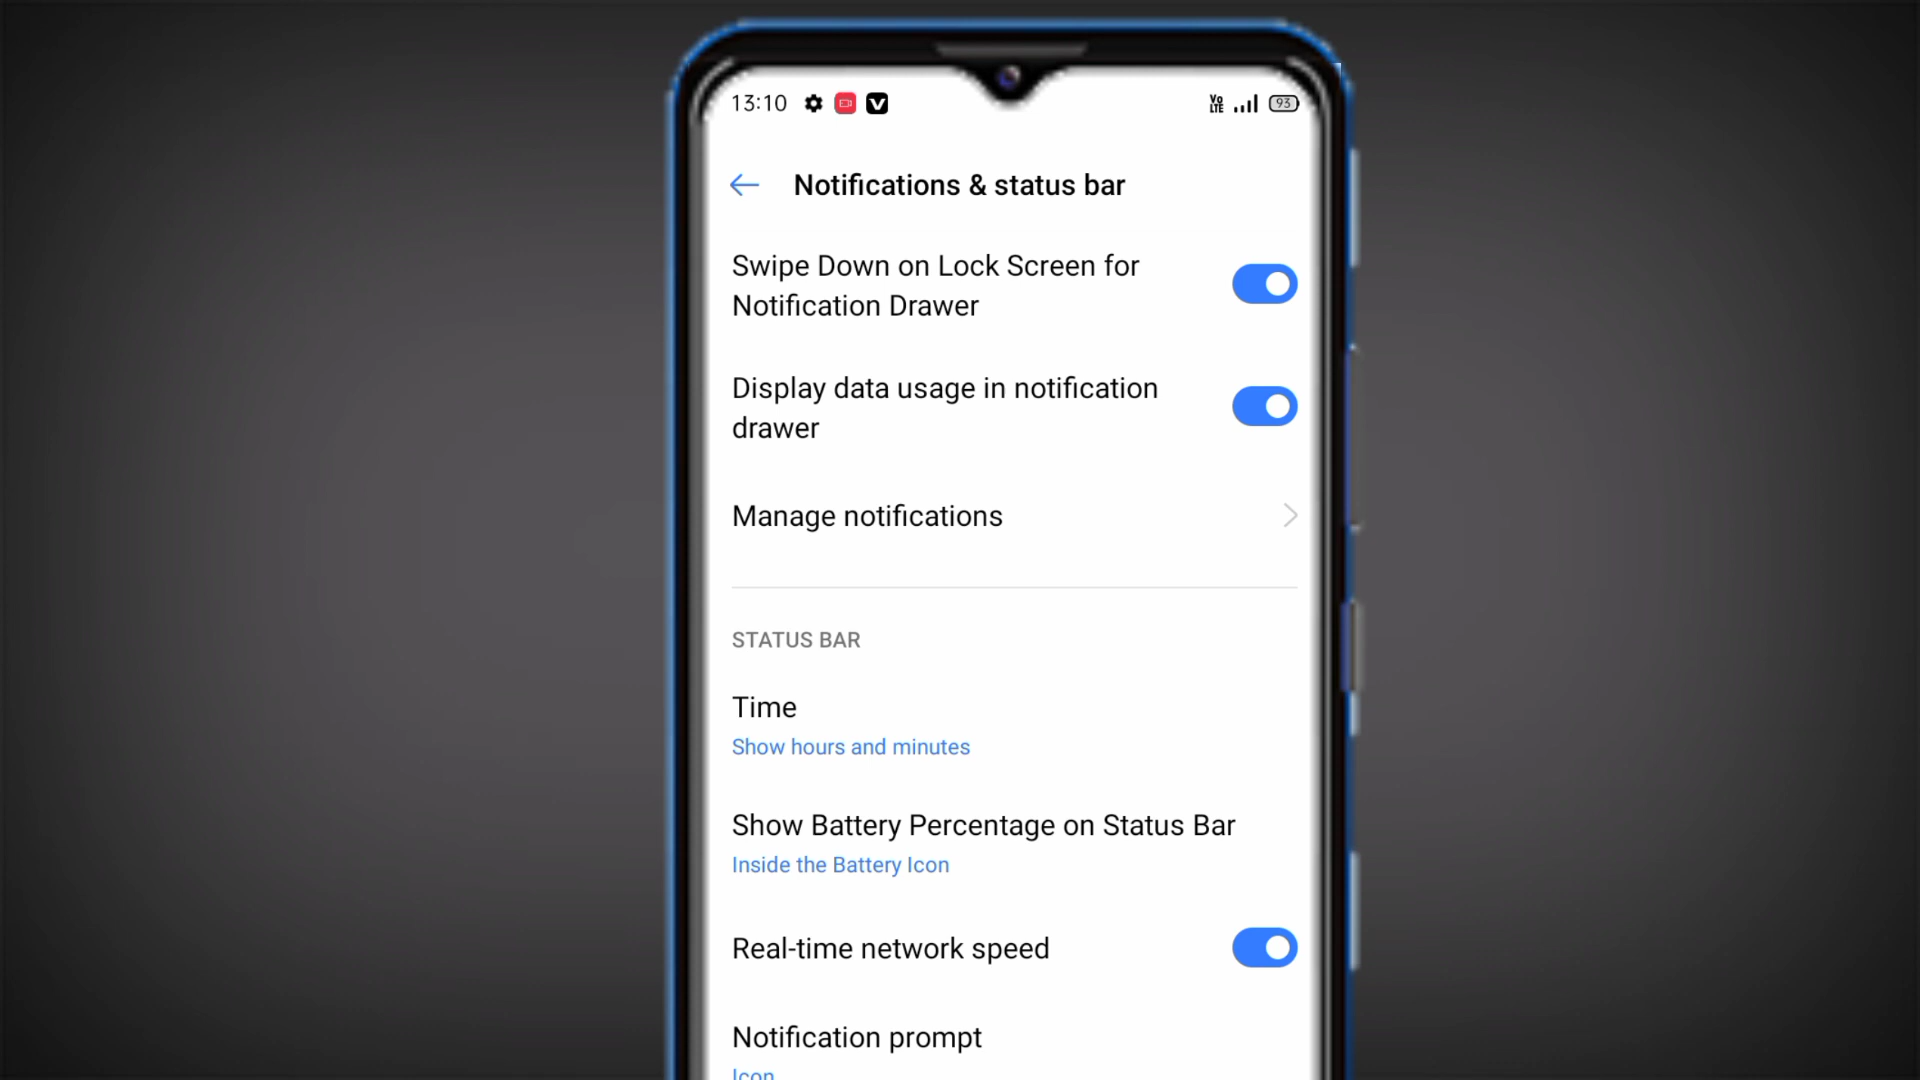 13:10 Vo LTE 93
Notifications & status bar
Swipe Down on Lock Screen for
Notification Drawer
Display data usage in notification
drawer
Manage notifications
STATUS BAR
Time
Show hours and minutes
Show Battery Percentage on Status Bar
Inside the Battery Icon
Real-time network speed
Notification prompt
Icon